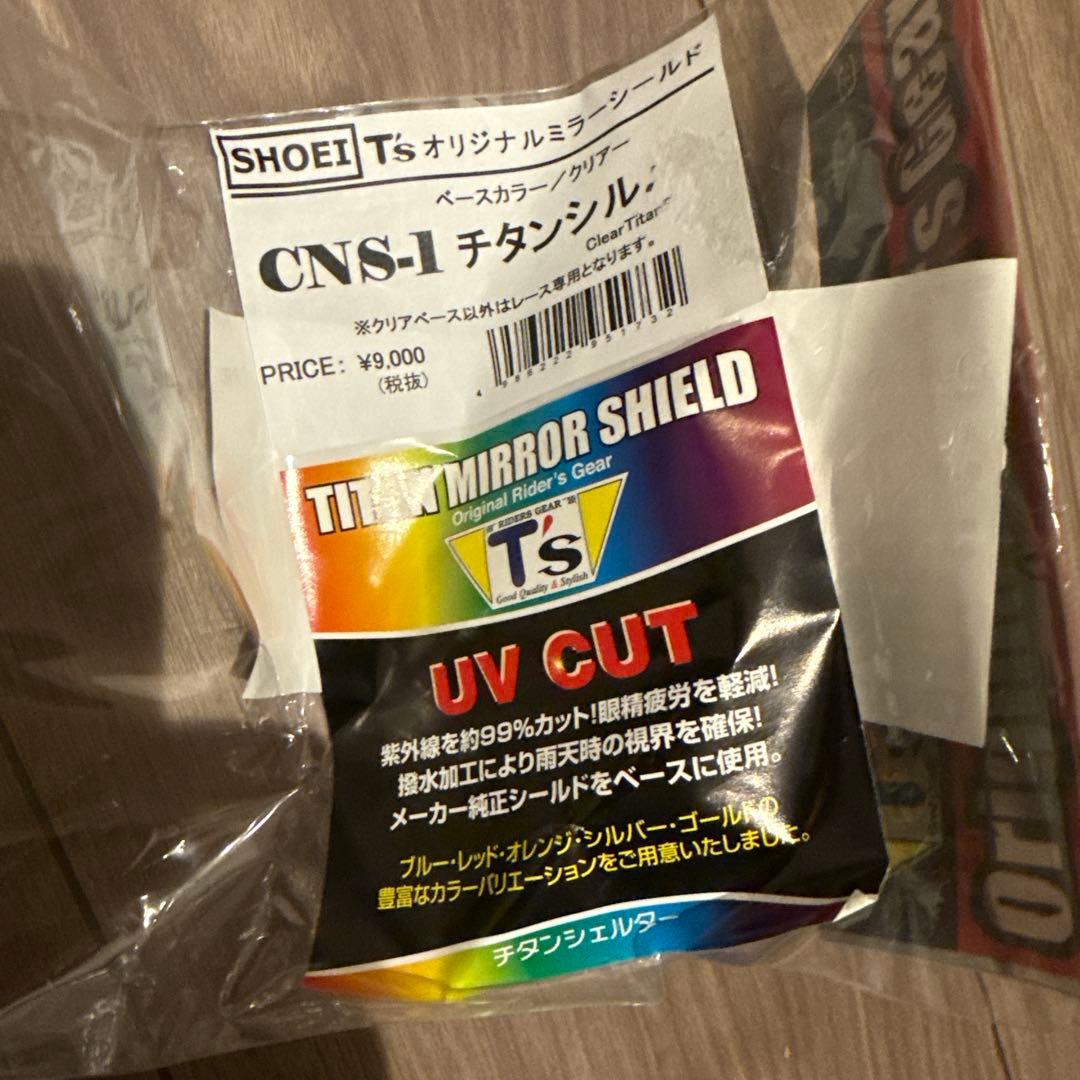 SHOEI T'sオリジナルミラーシールド
ベースカラー/クリアー
CNS-1 チタンシル
ClearTitan
※クリアベース以外はレース専用となります。
PRICE: ¥9,000
(税抜)
4 988222 951732
TITAN MIRROR SHIELD
Original Rider's Gear
RIDERS GEAR
T's
Good Quality & Stylish
UV CUT
紫外線を約99%カット!眼精疲労を軽減!
撥水加工により雨天時の視界を確保!
メーカー純正シールドをベースに使用。
ブルー・レッド・オレンジ・シルバー・ゴールドの
豊富なカラーバリエーションをご用意いたしました。
チタンシェルター